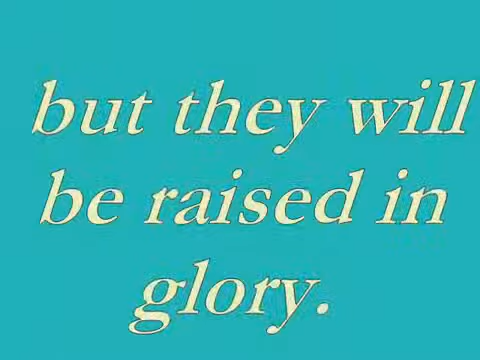 but they will
be raised in
glory.